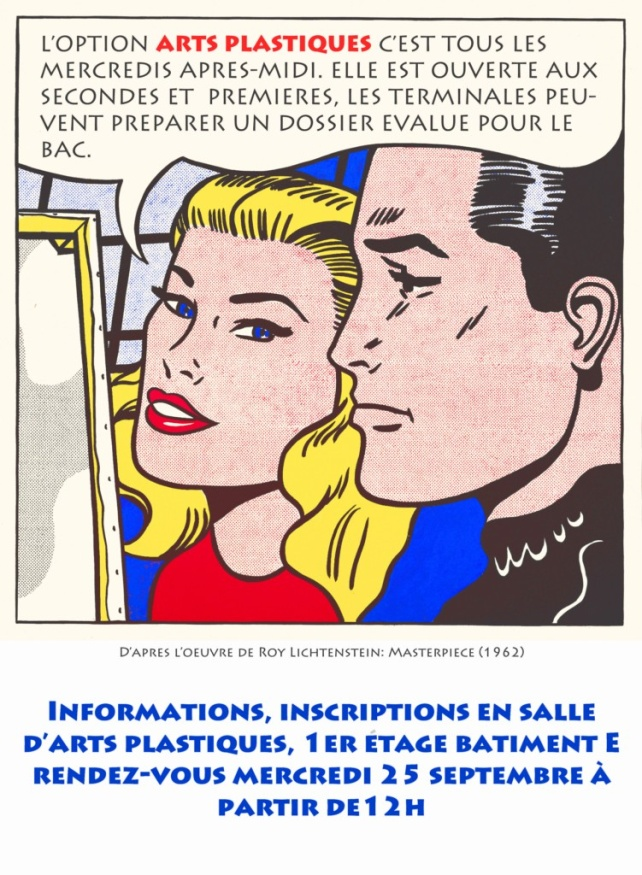 L'OPTION ARTS PLASTIQUES C'EST TOUS LES
MERCREDIS APRES-MIDI. ELLE EST OUVERTE AUX
SECONDES ET PREMIERES, LES TERMINALES PEU-
VENT PREPARER UN DOSSIER EVALUE POUR LE
BAC.
D'APRES L'OEUVRE DE ROY LICHTENSTEIN: MASTERPIECE (1962)
INFORMATIONS, INSCRIPTIONS EN SALLE
D'ARTS PLASTIQUES, 1ER ÉTAGE BATIMENT E
RENDEZ-VOUS MERCREDI 25 SEPTEMBRE À
PARTIR DE12H